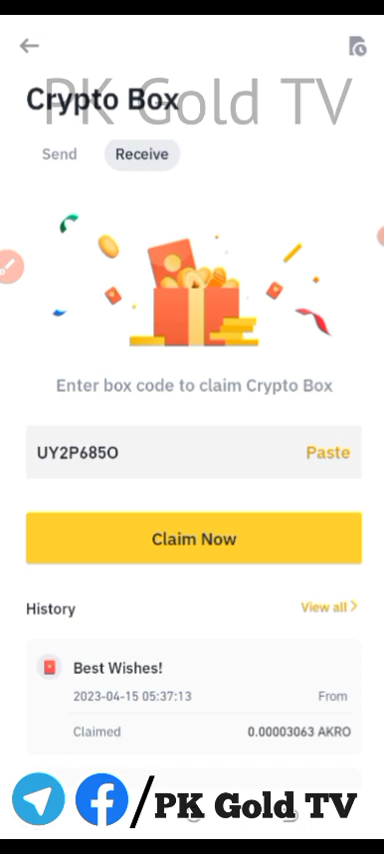 PK Gold TV
Crypto Box
Send Receive
Enter box code to claim Crypto Box
UY2P685O Paste
Claim Now
History View all >
Best Wishes!
2023-04-15 05:37:13 From
Claimed 0.00003063 AKRO
/PK Gold TV